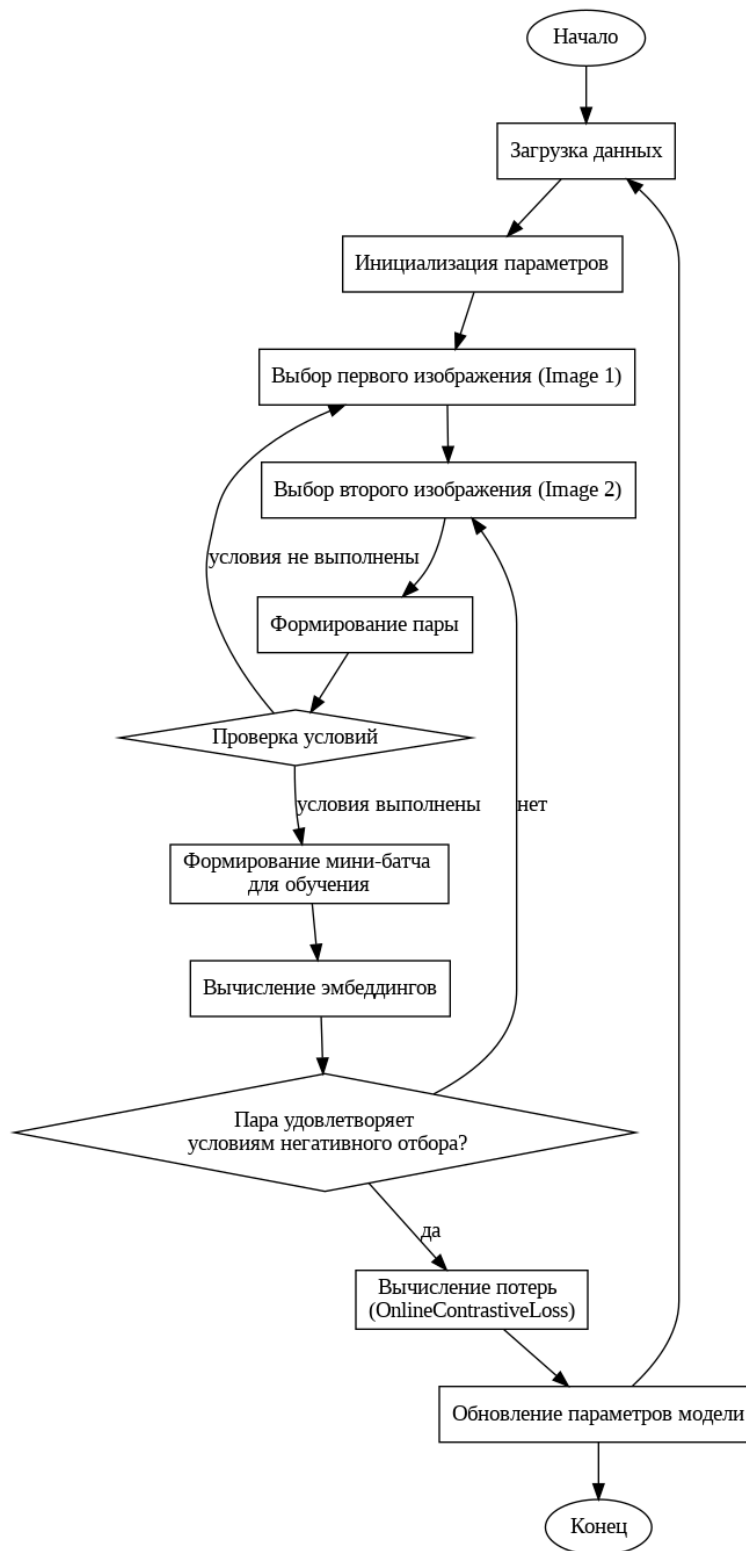 Начало
Загрузка данных
Инициализация параметров
Выбор первого изображения (Image 1)
Выбор второго изображения (Image 2)
условия не выполнены
Формирование пары
Проверка условий
условия выполнены
нет
Формирование мини-батча
для обучения
Вычисление эмбеддингов
Пара удовлетворяет
условиям негативного отбора?
да
Вычисление потерь
(OnlineContrastiveLoss)
Обновление параметров модели
Конец